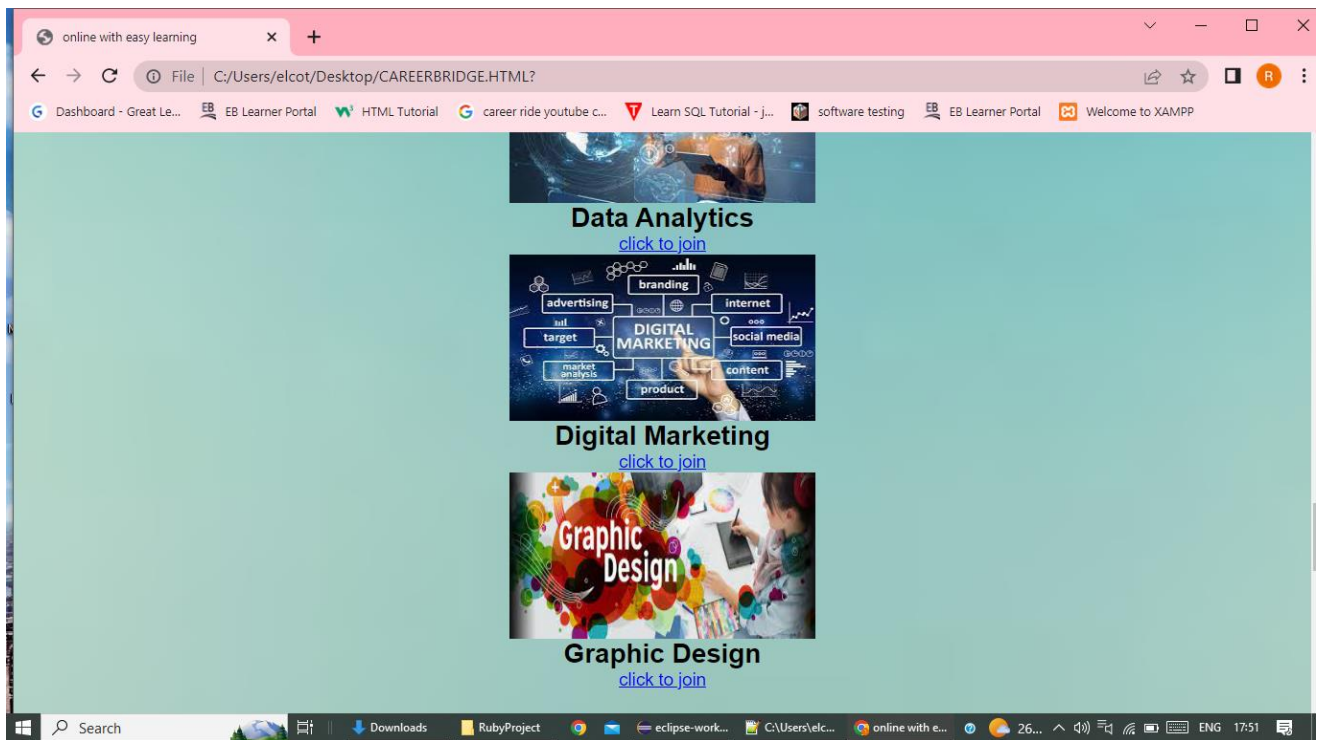 online with easy learning
File C:/Users/elcot/Desktop/CAREERBRIDGE.HTML?
R
Dashboard - Great Le... EB EB Learner Portal HTML Tutorial career ride youtube c... Learn SQL Tutorial - j... software testing EB EB Learner Portal Welcome to XAMPP
Data Analytics
click to join
branding
advertising internet
DIGITAL
MARKETING
target social media
market
analysis
content
product
Digital Marketing
click to join
Graphic
Design
Graphic Design
click to join
Search Downloads RubyProject eclipse-work... C:\Users\elc... online with e... 26... ENG 17:51